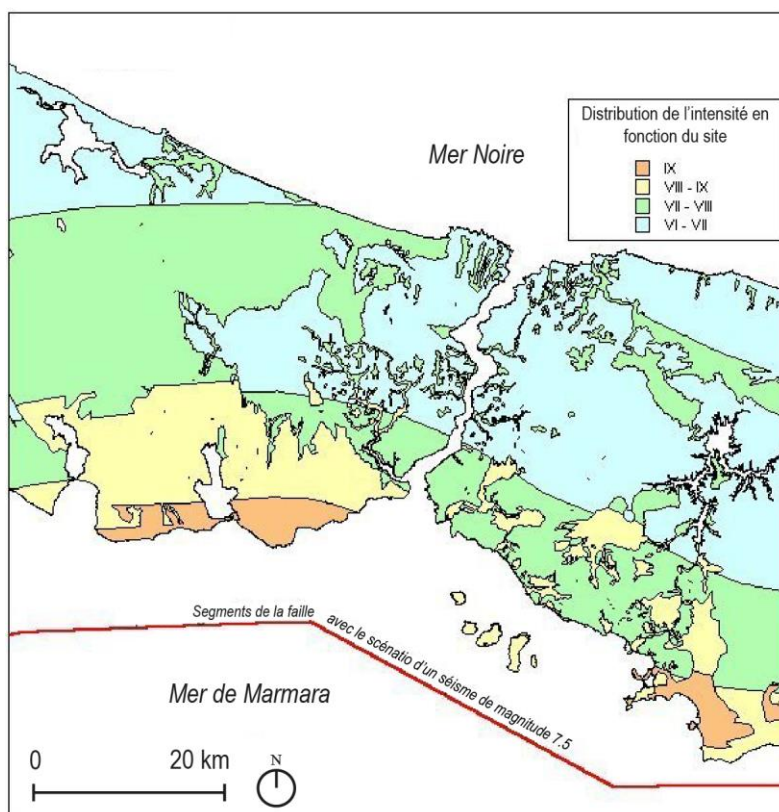 Distribution de l'intensité en
fonction du site
IX
VIII - IX
VII - VIII
VI - VII
Mer Noire
Segments de la faille avec le scénatio d'un séisme de magnitude 7.5
Mer de Marmara
0 20 km
N